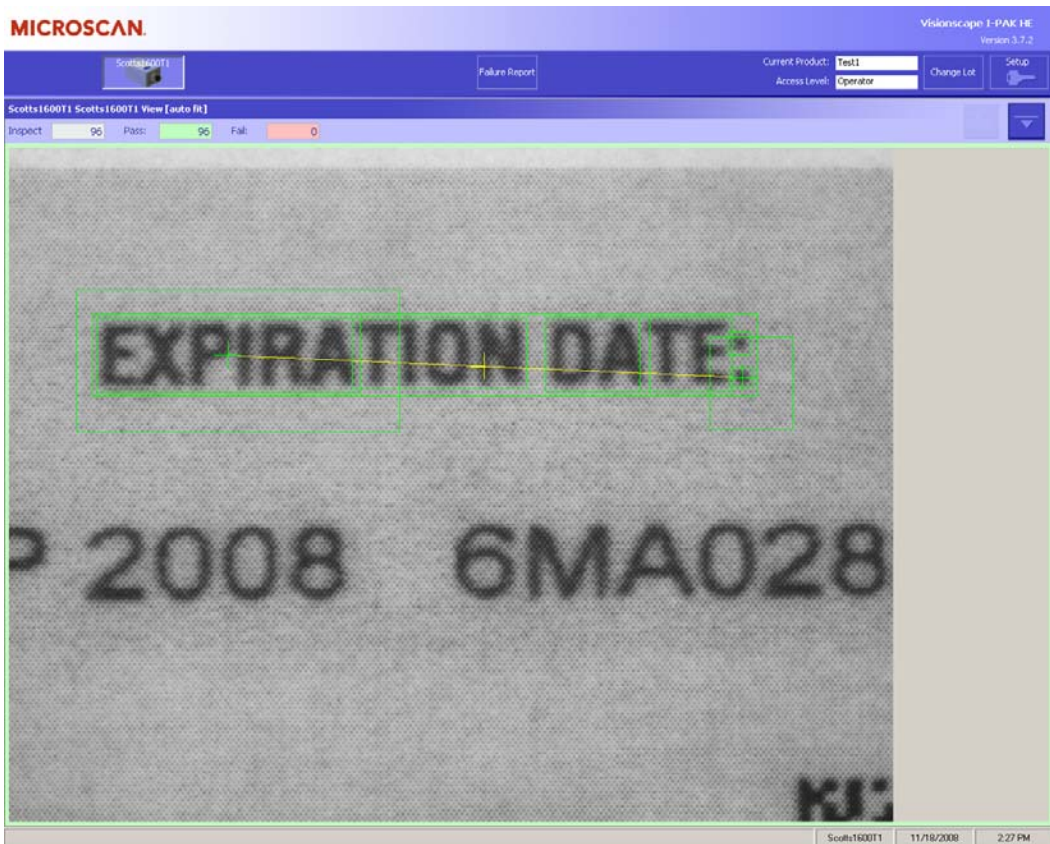 MICROSCAN.
Visionscape I-PAK HE
Version 3.7.2
Scotts1600T1
Failure Report
Current Product: Test1
Access Level: Operator
Change Lot
Setup
Scotts1600T1 Scotts1600T1 View [auto fit]
Inspect 96 Pass: 96 Fail: 0
EXPIRATION DATE:
P 2008 6MA028
Scotts1600T1 11/18/2008 2:27 PM